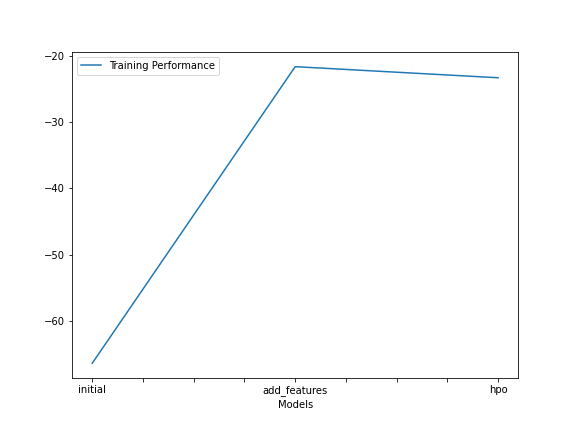 Training Performance
−20
−30
−40
−50
−60
initial
add_features
hpo
Models